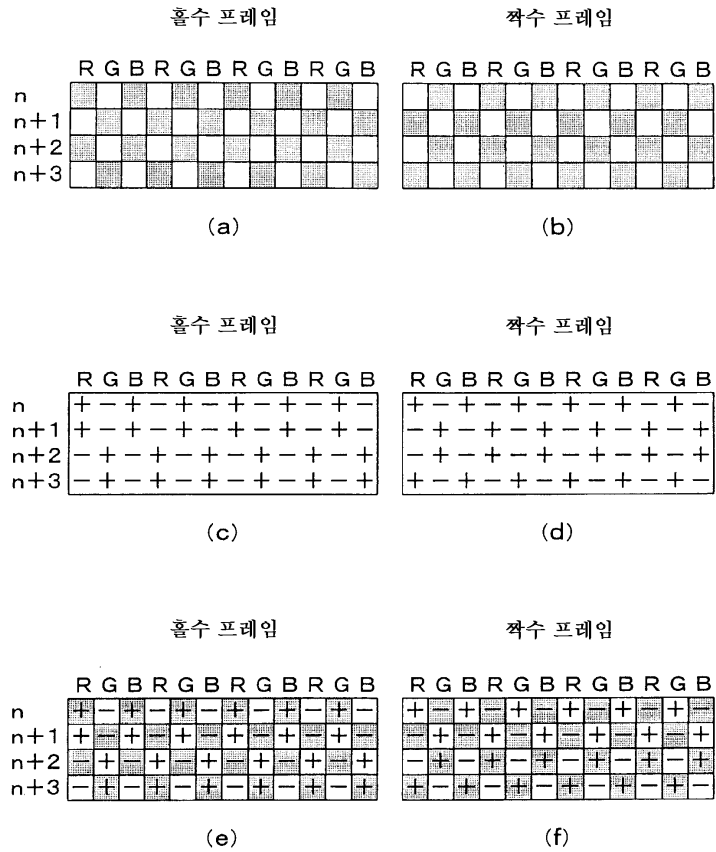 홀수 프레임 짝수 프레임
R G B R G B R G B R G B R G B R G B R G B R G B
n
n+1
n+2
n+3
(a) (b)
홀수 프레임 짝수 프레임
R G B R G B R G B R G B R G B R G B R G B R G B
n + − + − + − + − + − + − + − + − + − + − + − + −
n+1 + − + − + − + − + − + − − + − + − + − + − + − +
n+2 − + − + − + − + − + − + − + − + − + − + − + − +
n+3 − + − + − + − + − + − + + − + − + − + − + − + −
(c) (d)
홀수 프레임 짝수 프레임
R G B R G B R G B R G B R G B R G B R G B R G B
n + − + − + − + − + − + − + − + − + − + − + − + −
n+1 + − + − + − + − + − + − − + − + − + − + − + − +
n+2 − + − + − + − + − + − + − + − + − + − + − + − +
n+3 − + − + − + − + − + − + + − + − + − + − + − + −
(e) (f)